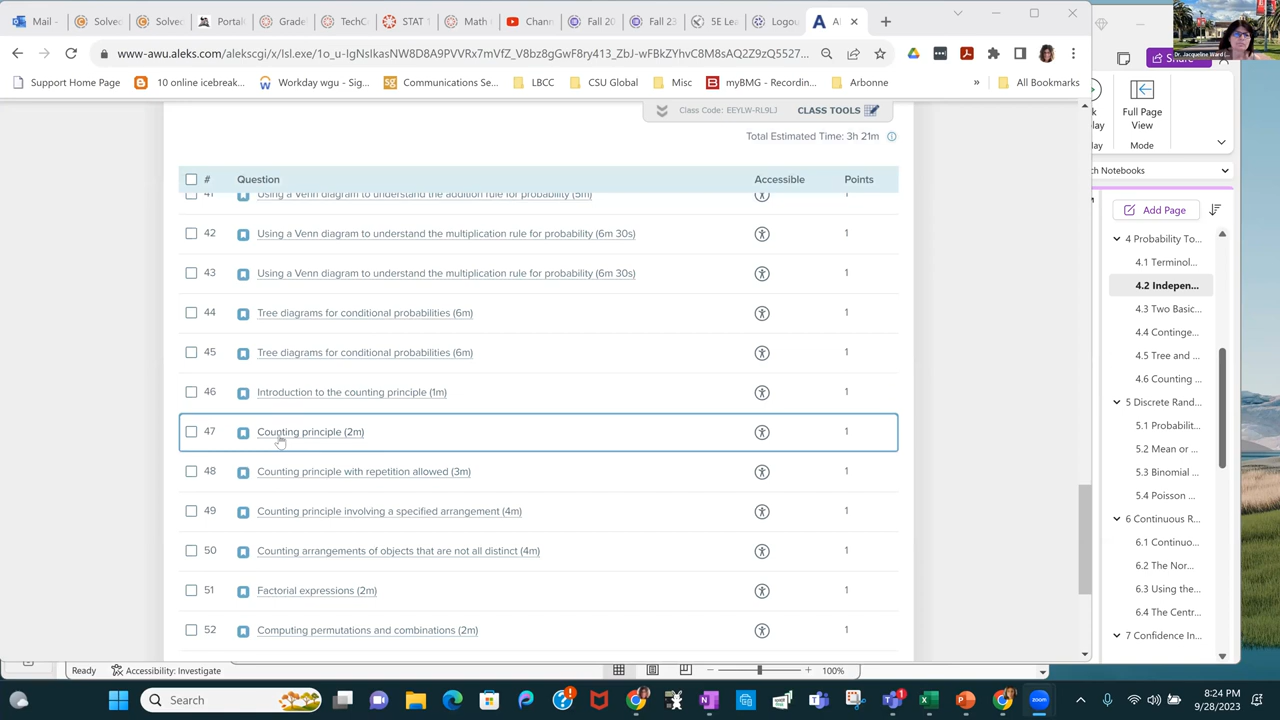 Mail -
Solvec
Solvec
Portal
Grade
TechC
STAT 1
Math
Chan
Fall 20
Fall 23
5E Lea
Logou
www-awu.aleks.com/alekscgi/x/Isl.exe/1o_u-
Support Home Page
10 online icebreak...
Workday wgu - Sig...
Communications Se...
LBCC
CSU Global
Misc
myBMG - Recordin...
Arbonne
»
All Bookmarks
Class Code: EEYLW-RL9LJ
CLASS TOOLS
Total Estimated Time: 3h 21m
# Question Accessible Points
41 Using a Venn diagram to understand the addition rule for probability (5m) 1
42 Using a Venn diagram to understand the multiplication rule for probability (6m 30s) 1
43 Using a Venn diagram to understand the multiplication rule for probability (6m 30s) 1
44 Tree diagrams for conditional probabilities (6m) 1
45 Tree diagrams for conditional probabilities (6m) 1
46 Introduction to the counting principle (1m) 1
47 Counting principle (2m) 1
48 Counting principle with repetition allowed (3m) 1
49 Counting principle involving a specified arrangement (4m) 1
50 Counting arrangements of objects that are not all distinct (4m) 1
51 Factorial expressions (2m) 1
52 Computing permutations and combinations (2m) 1
Dr. Jacqueline Ward
Share
Full Page
View
Mode
ch Notebooks
Add Page
4 Probability To...
4.1 Terminol...
4.2 Indepen...
4.3 Two Basic...
4.4 Continge...
4.5 Tree and ...
4.6 Counting ...
5 Discrete Rand...
5.1 Probabilit...
5.2 Mean or ...
5.3 Binomial ...
5.4 Poisson ...
6 Continuous R...
6.1 Continuo...
6.2 The Nor...
6.3 Using the...
6.4 The Centr...
7 Confidence In...
Ready
Accessibility: Investigate
100%
Search
8:24 PM
9/28/2023